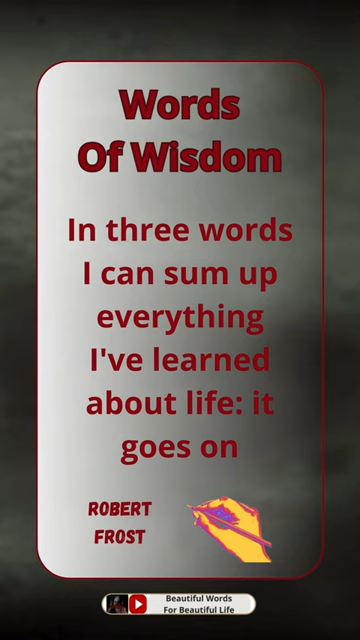 Words
Of Wisdom
In three words
I can sum up
everything
I've learned
about life: it
goes on
ROBERT
FROST
Beautiful Words
For Beautiful Life